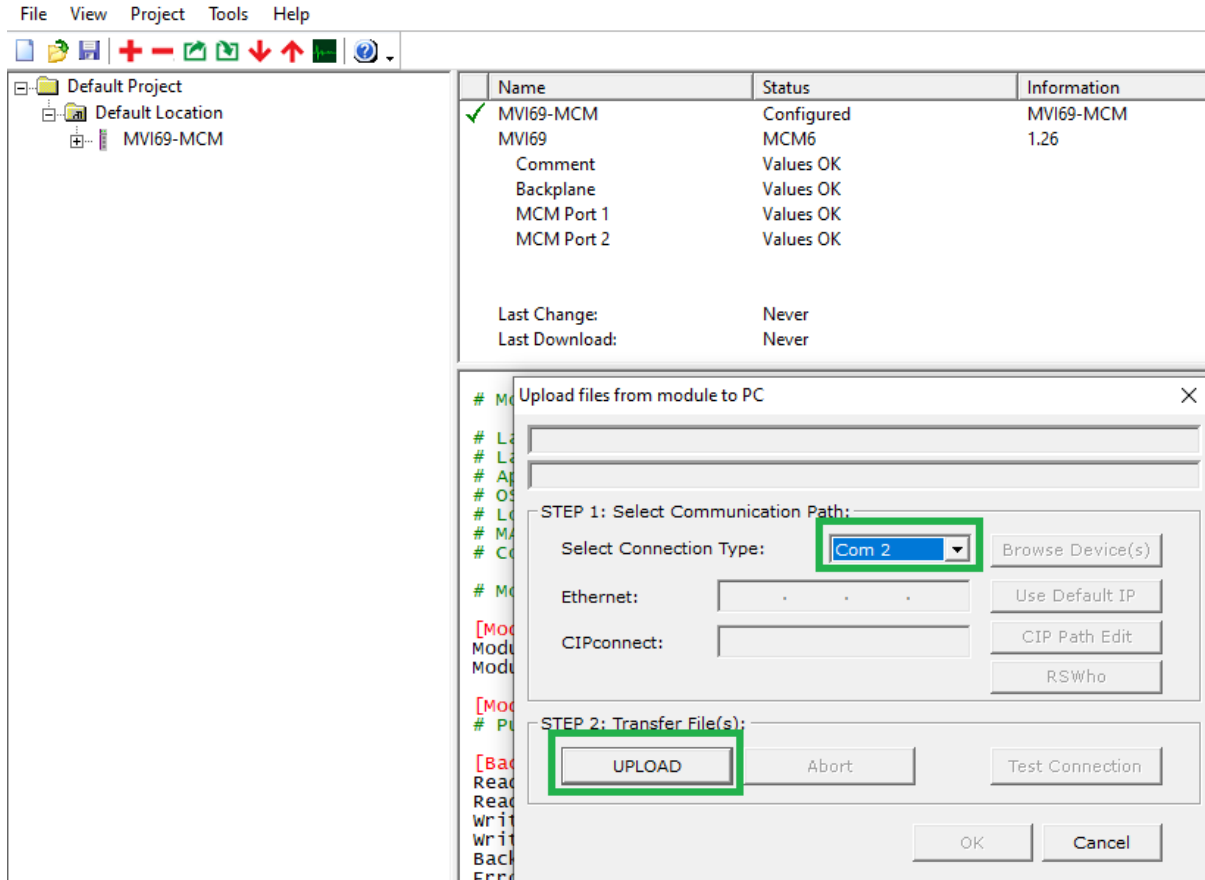 File View Project Tools Help
Default Project
Default Location
MVI69-MCM
Name Status Information
MVI69-MCM Configured MVI69-MCM
MVI69 MCM6 1.26
Comment Values OK
Backplane Values OK
MCM Port 1 Values OK
MCM Port 2 Values OK
Last Change: Never
Last Download: Never
Upload files from module to PC
STEP 1: Select Communication Path:
Select Connection Type: Com 2 Browse Device(s)
Ethernet: . . . Use Default IP
CIPconnect: CIP Path Edit
RSWho
STEP 2: Transfer File(s):
UPLOAD Abort Test Connection
OK Cancel